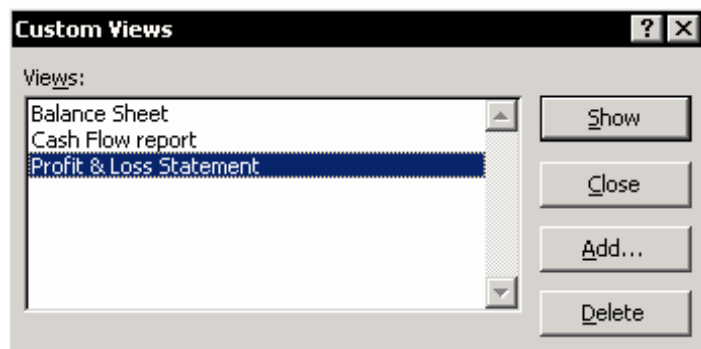 Custom Views
? X
Views:
Balance Sheet
Cash Flow report
Profit & Loss Statement
Show
Close
Add...
Delete